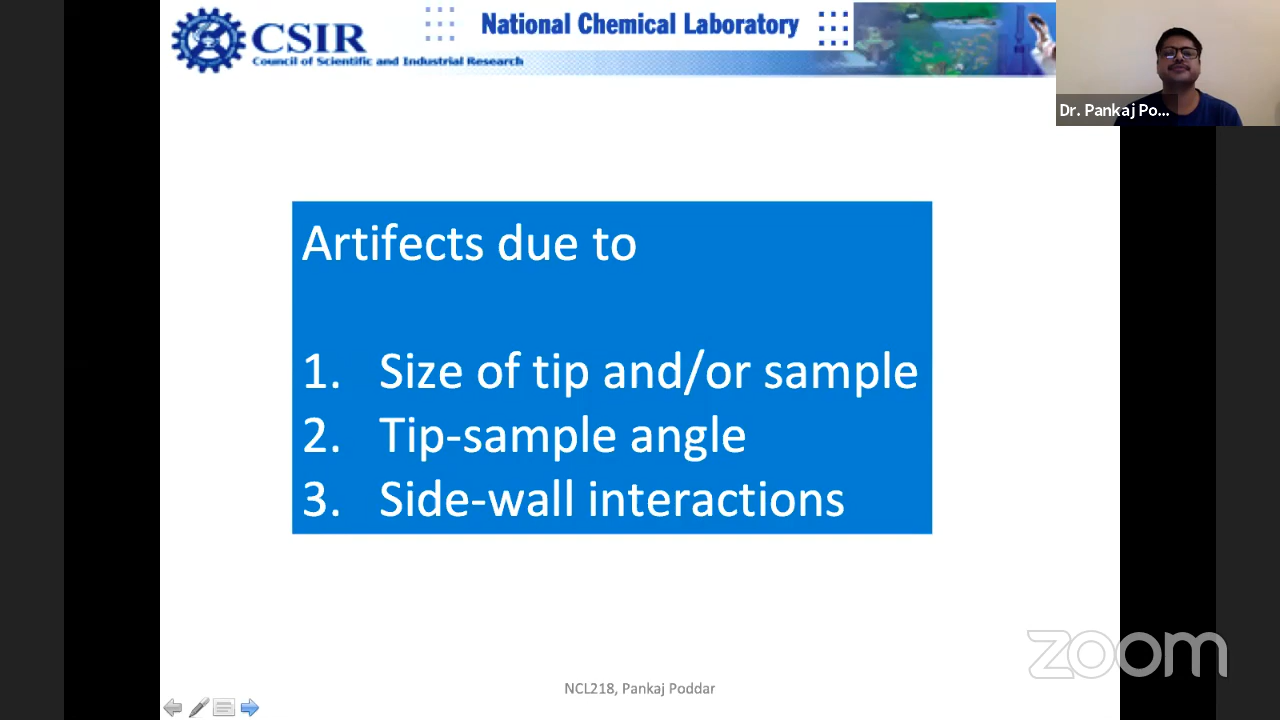 CSIR
Council of Scientific and Industrial Research
National Chemical Laboratory
Dr. Pankaj Po...
Artifects due to
1. Size of tip and/or sample
2. Tip-sample angle
3. Side-wall interactions
zoom
NCL218, Pankaj Poddar